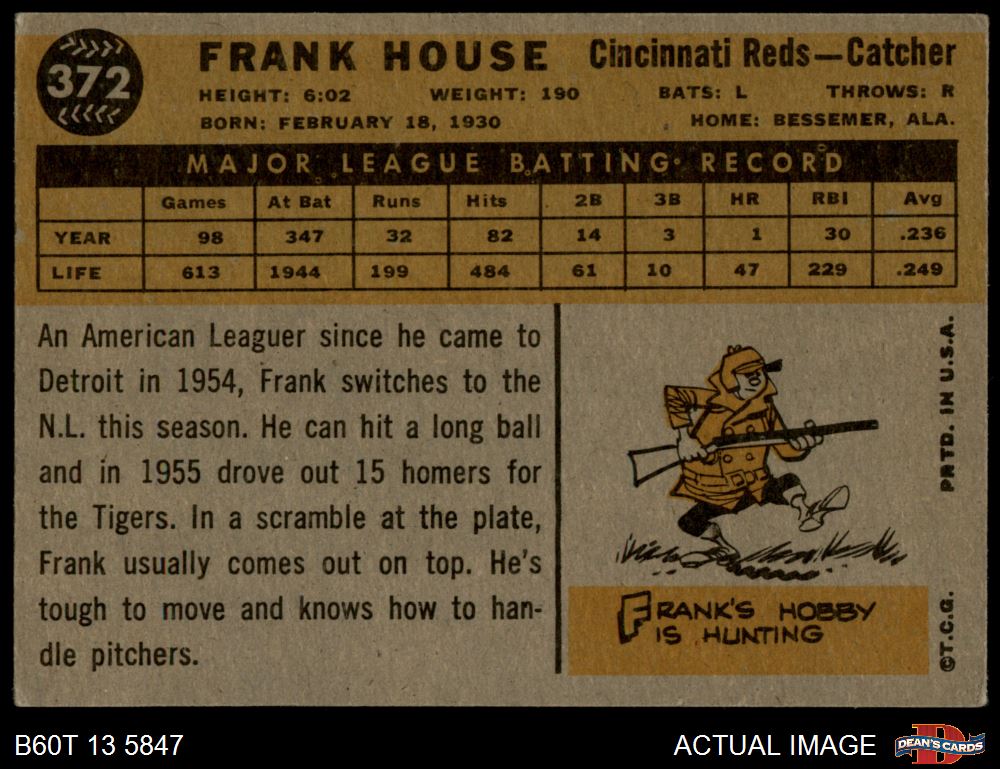 372
FRANK HOUSE Cincinnati Reds—Catcher
HEIGHT: 6:02 WEIGHT: 190 BATS: L THROWS: R
BORN: FEBRUARY 18, 1930 HOME: BESSEMER, ALA.
MAJOR LEAGUE BATTING RECORD
Games At Bat Runs Hits 2B 3B HR RBI Avg
YEAR 98 347 32 82 14 3 1 30 .236
LIFE 613 1944 199 484 61 10 47 229 .249
An American Leaguer since he came to
Detroit in 1954, Frank switches to the
N.L. this season. He can hit a long ball
and in 1955 drove out 15 homers for
the Tigers. In a scramble at the plate,
Frank usually comes out on top. He's
tough to move and knows how to han-
dle pitchers.
FRANK'S HOBBY
IS HUNTING
©T.C.G. PRTD. IN U.S.A.
B60T 13 5847
ACTUAL IMAGE
D
DEAN'S CARDS